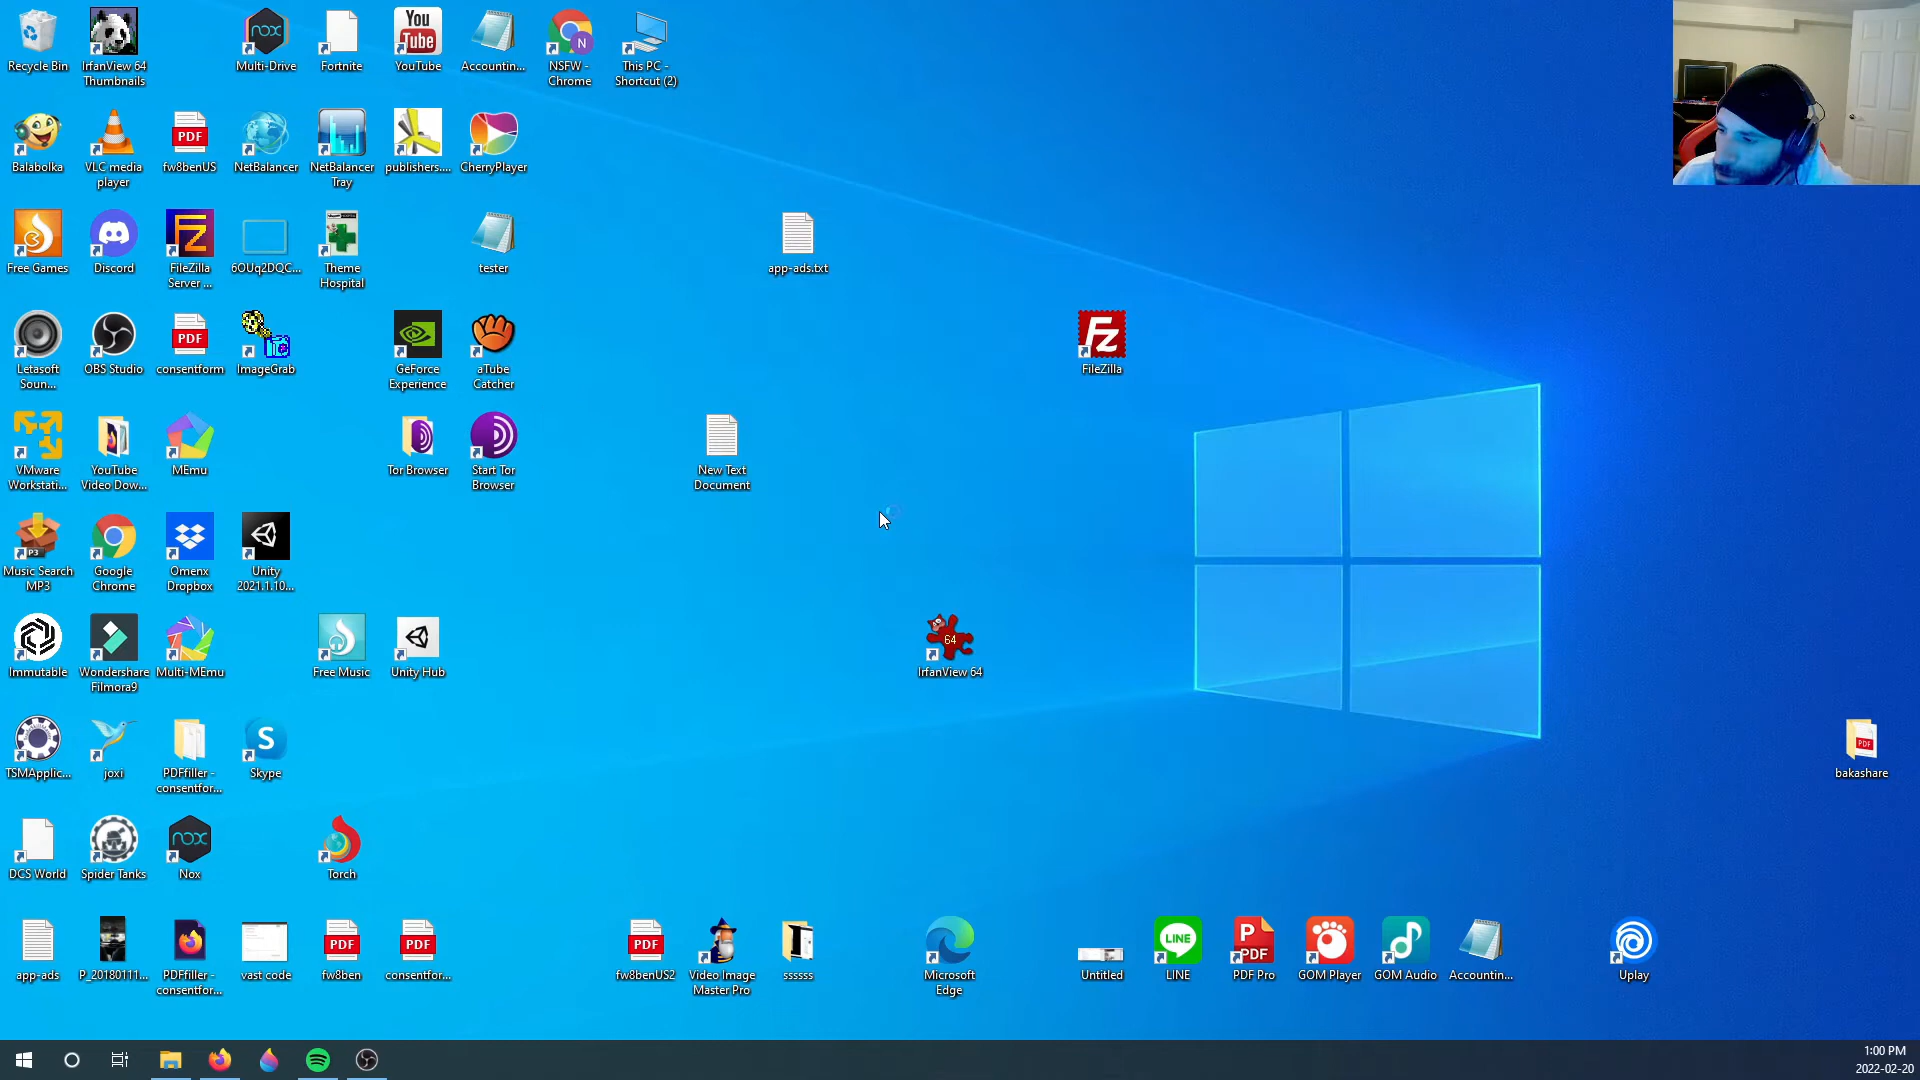 Recycle Bin
IrfanView 64
Thumbnails
nox
Multi-Drive
Fortnite
You
Tube
YouTube
Accountin...
N
NSFW -
Chrome
This PC -
Shortcut (2)
Balabolka
VLC media
player
PDF
fw8benUS
NetBalancer
NetBalancer
Tray
publishers....
CherryPlayer
Free Games
Discord
FileZilla
Server ...
6OUq2DQC...
Theme
Hospital
tester
app-ads.txt
Letasoft
Soun...
OBS Studio
PDF
consentform
ImageGrab
GeForce
Experience
aTube
Catcher
Fz
FileZilla
VMware
Workstati...
YouTube
Video Dow...
MEmu
Tor Browser
Start Tor
Browser
New Text
Document
P3
Music Search
MP3
Google
Chrome
Omenx
Dropbox
Unity
2021.1.10...
Immutable
Wondershare
Filmora9
Multi-MEmu
Free Music
Unity Hub
64
IrfanView 64
TSMApplic...
joxi
PDFfiller -
consentfor...
S
Skype
PDF
bakashare
DCS World
Spider Tanks
nox
Nox
Torch
app-ads
P_20180111...
PDFfiller -
consentfor...
vast code
PDF
fw8ben
PDF
consentfor...
PDF
fw8benUS2
Video Image
Master Pro
ssssss
Microsoft
Edge
Untitled
LINE
LINE
P
PDF
PDF Pro
GOM Player
GOM Audio
Accountin...
Uplay
1:00 PM
2022-02-20